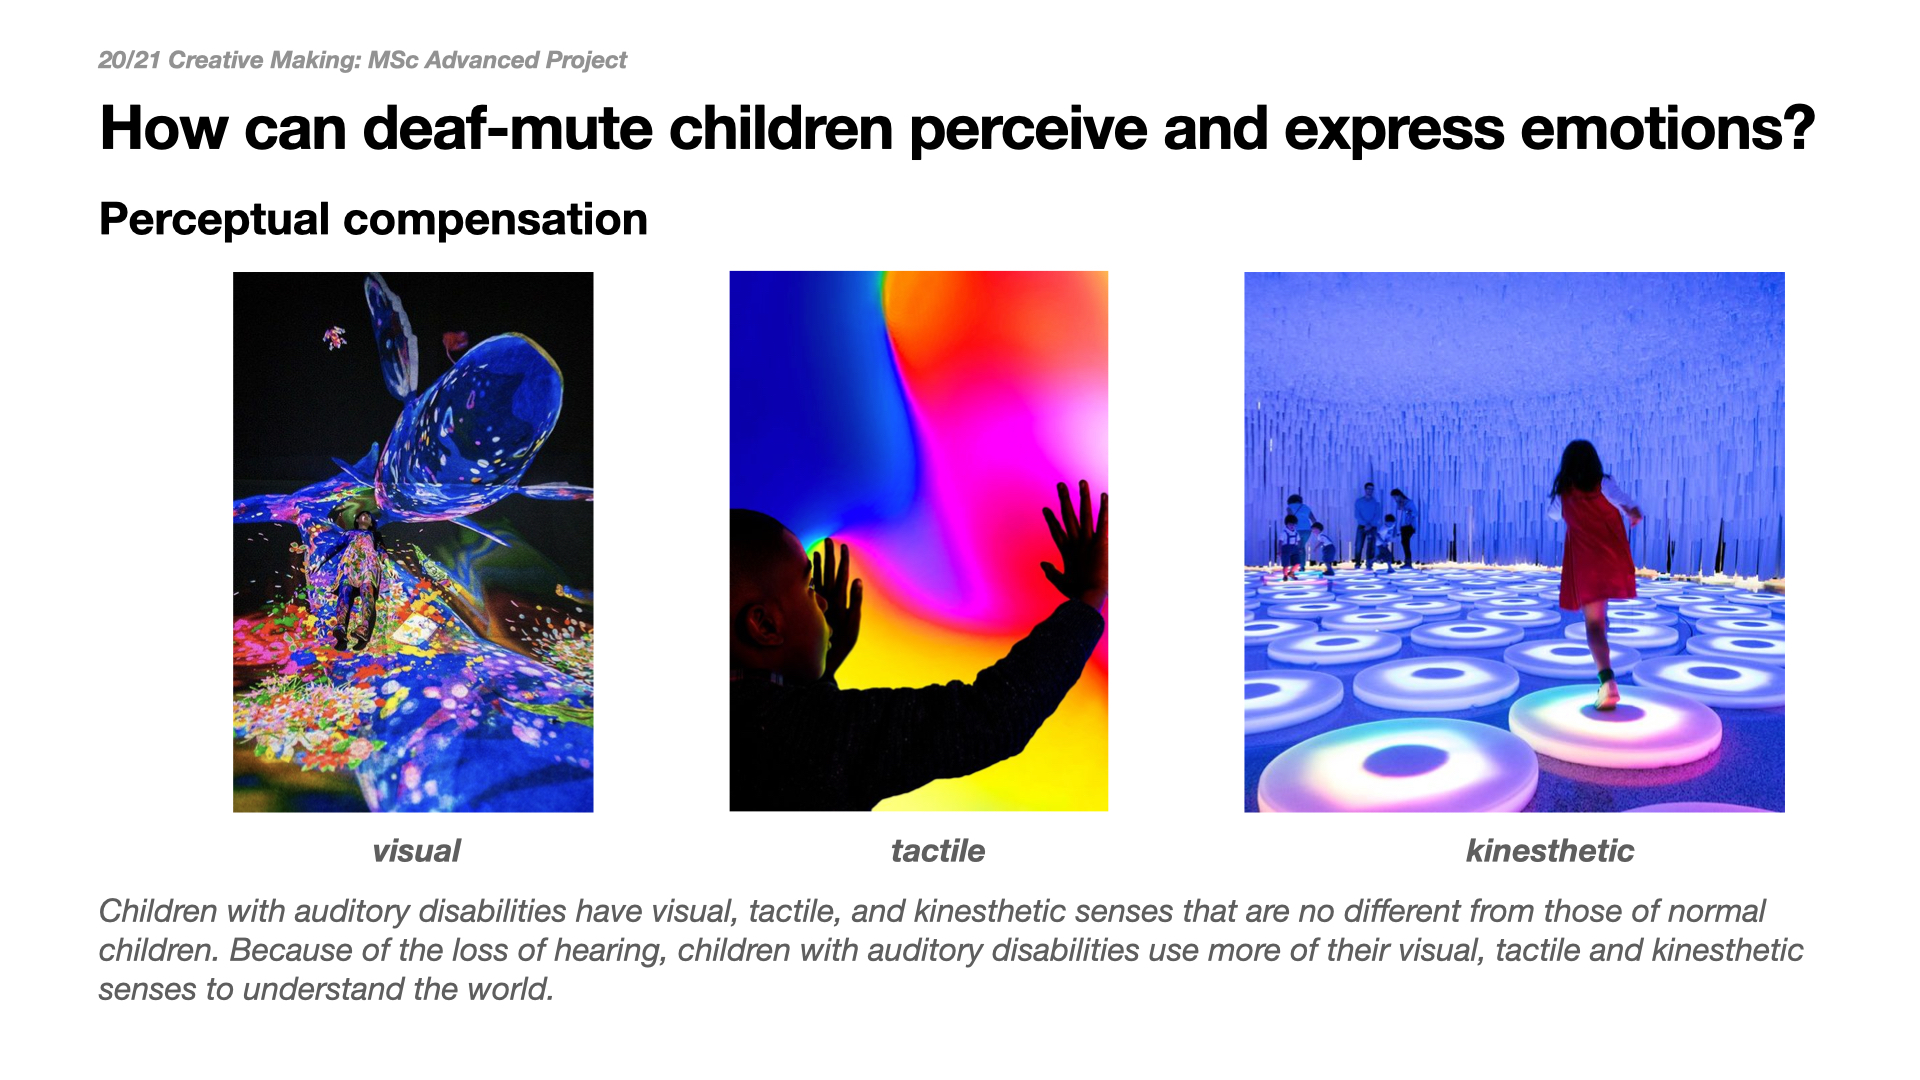 20/21 Creative Making: MSc Advanced Project
How can deaf-mute children perceive and express emotions?
Perceptual compensation
visual
tactile
kinesthetic
Children with auditory disabilities have visual, tactile, and kinesthetic senses that are no different from those of normal
children. Because of the loss of hearing, children with auditory disabilities use more of their visual, tactile and kinesthetic
senses to understand the world.